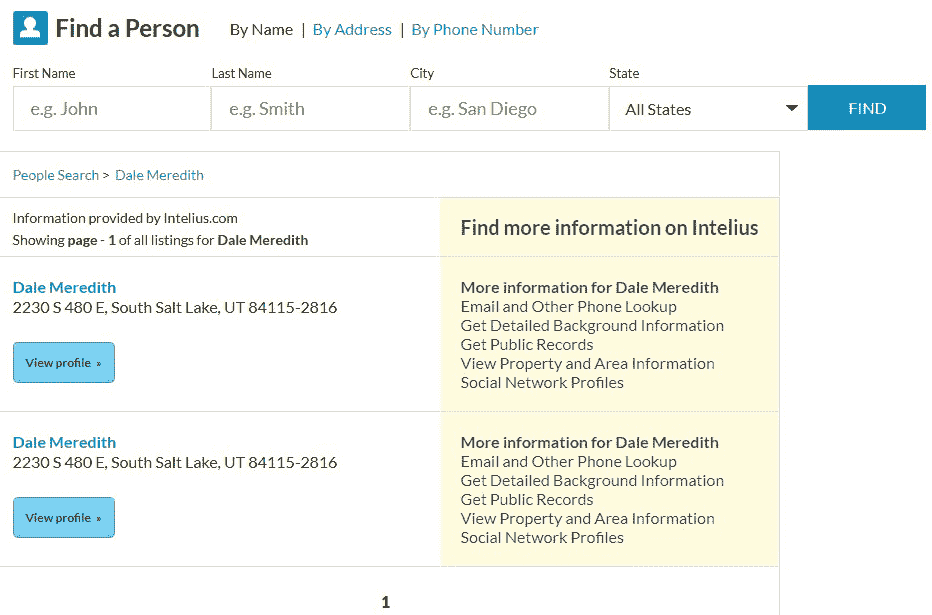 Find a Person By Name | By Address | By Phone Number
First Name Last Name City State
e.g. John e.g. Smith e.g. San Diego All States FIND
People Search > Dale Meredith
Information provided by Intelius.com
Showing page - 1 of all listings for Dale Meredith
Find more information on Intelius
Dale Meredith
2230 S 480 E, South Salt Lake, UT 84115-2816
View profile »
More information for Dale Meredith
Email and Other Phone Lookup
Get Detailed Background Information
Get Public Records
View Property and Area Information
Social Network Profiles
Dale Meredith
2230 S 480 E, South Salt Lake, UT 84115-2816
View profile »
More information for Dale Meredith
Email and Other Phone Lookup
Get Detailed Background Information
Get Public Records
View Property and Area Information
Social Network Profiles
1